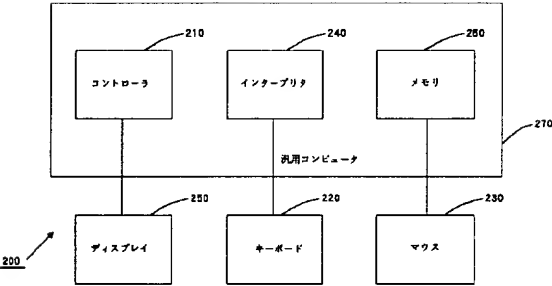 210
240
260
コントローラ
インタープリタ
メモリ
270
汎用コンピュータ
250
220
230
ディスプレイ
キーボード
マウス
200